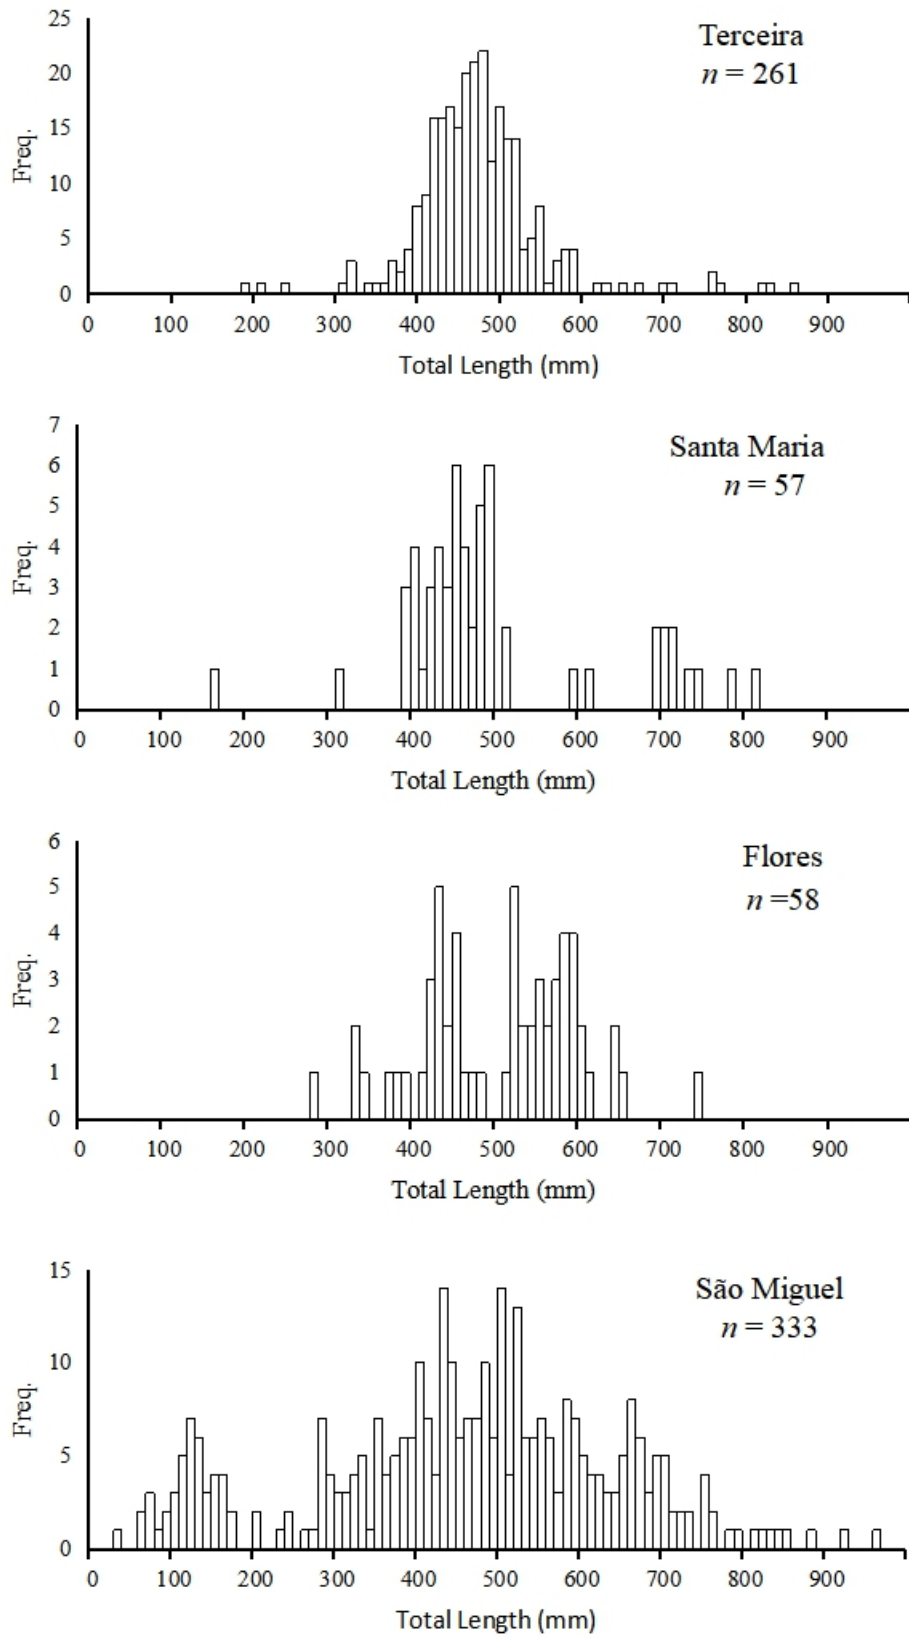 25
Terceira
n = 261
20
15
Freq.
10
5
0
0 100 200 300 400 500 600 700 800 900
Total Length (mm)
7
Santa Maria
n = 57
6
5
4
Freq.
3
2
1
0
0 100 200 300 400 500 600 700 800 900
Total Length (mm)
6
Flores
n =58
5
4
3
Freq.
2
1
0
0 100 200 300 400 500 600 700 800 900
Total Length (mm)
15
São Miguel
n = 333
10
Freq.
5
0
0 100 200 300 400 500 600 700 800 900
Total Length (mm)